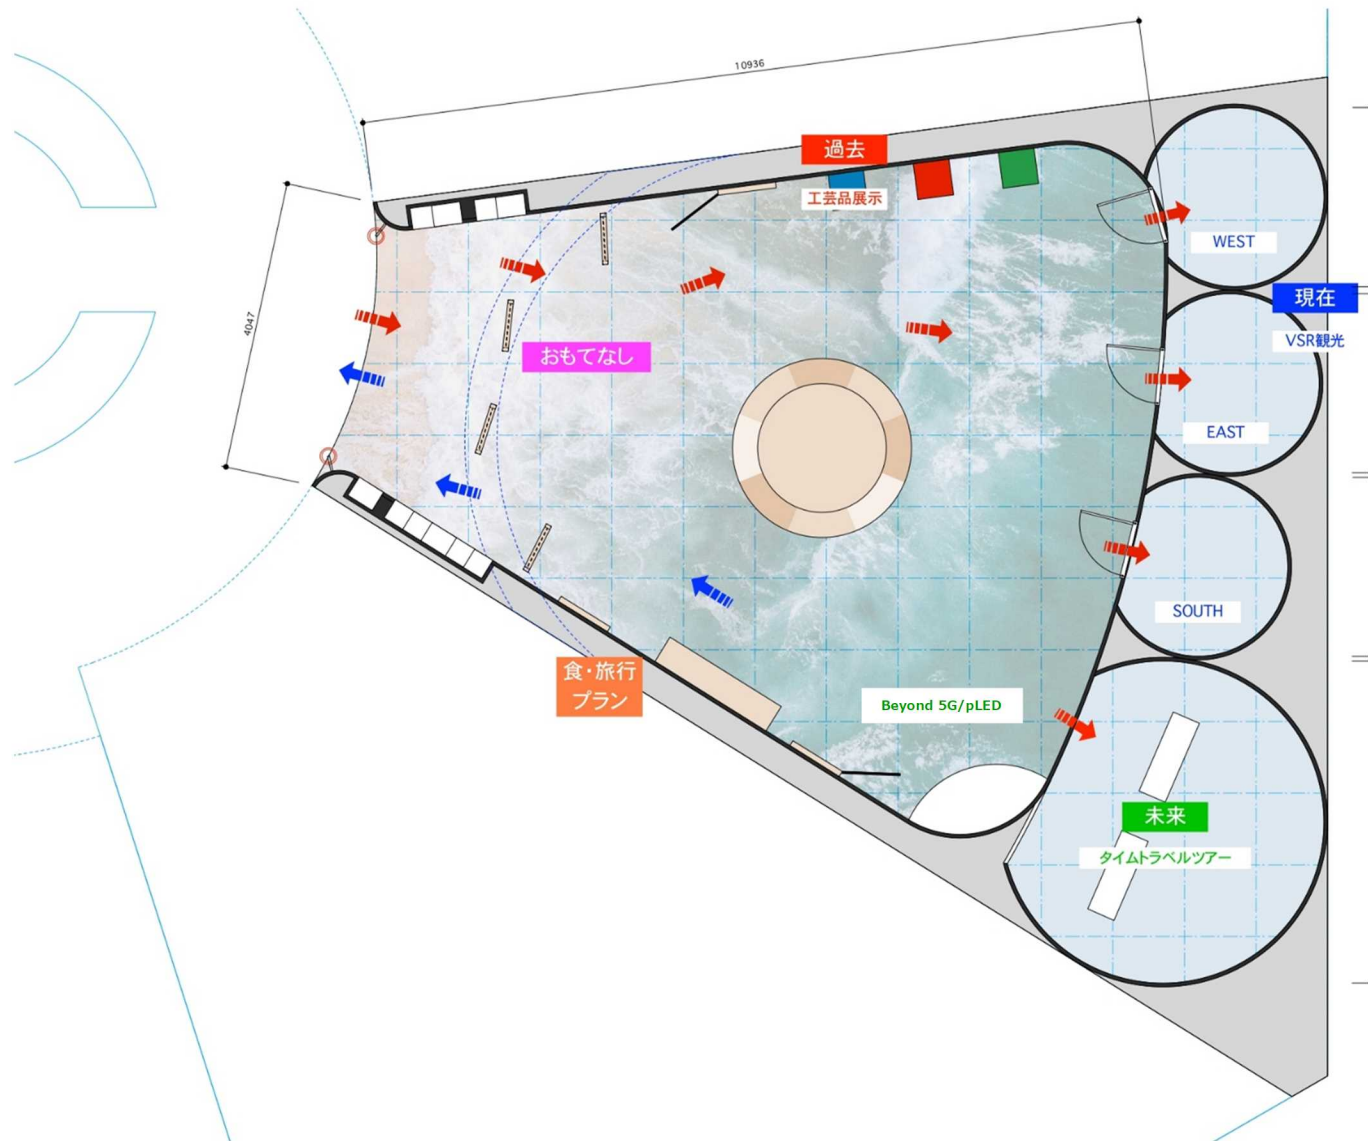 10936
過去
工芸品展示
WEST
現在
VSR観光
4047
おもてなし
EAST
SOUTH
食・旅行
プラン
Beyond 5G/pLED
未来
タイムトラベルツアー